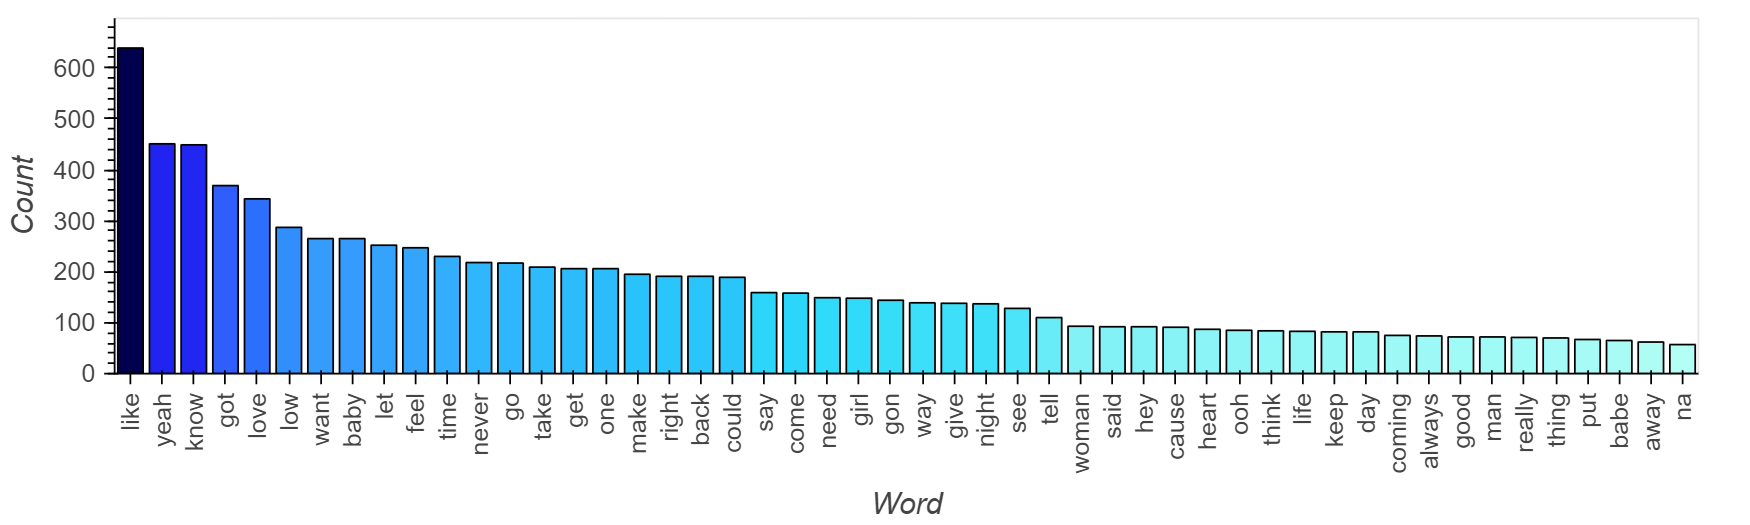 Count
600
500
400
300
200
100
0
like yeah know got love low want baby let feel time never go take get one make right back could say come need girl gon way give night see tell woman said hey cause heart ooh think life keep day coming always good man really thing put babe away na
Word